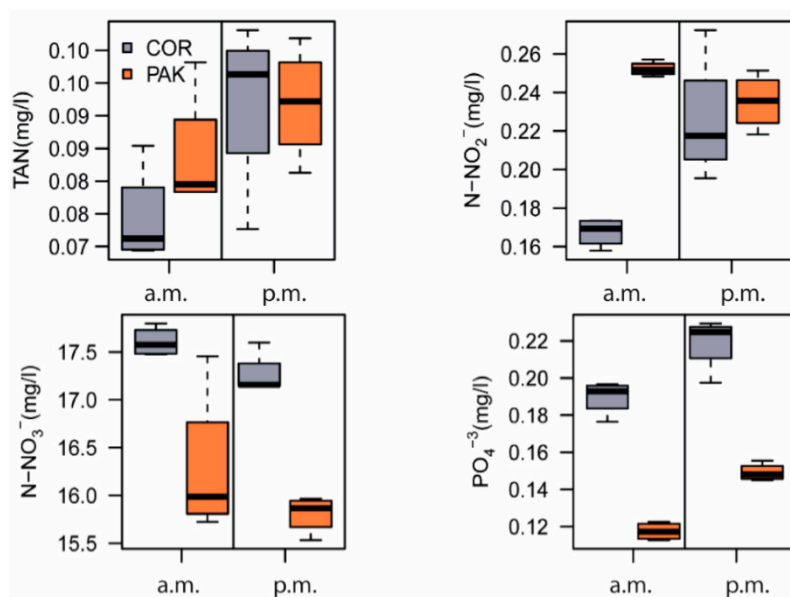 TAN(mg/l)
0.10
0.10
0.09
0.09
0.08
0.08
0.07
COR
PAK
a.m.
p.m.
N−NO₂⁻(mg/l)
0.26
0.24
0.22
0.20
0.18
0.16
a.m.
p.m.
N−NO₃⁻(mg/l)
17.5
17.0
16.5
16.0
15.5
a.m.
p.m.
PO₄⁻³(mg/l)
0.22
0.20
0.18
0.16
0.14
0.12
a.m.
p.m.